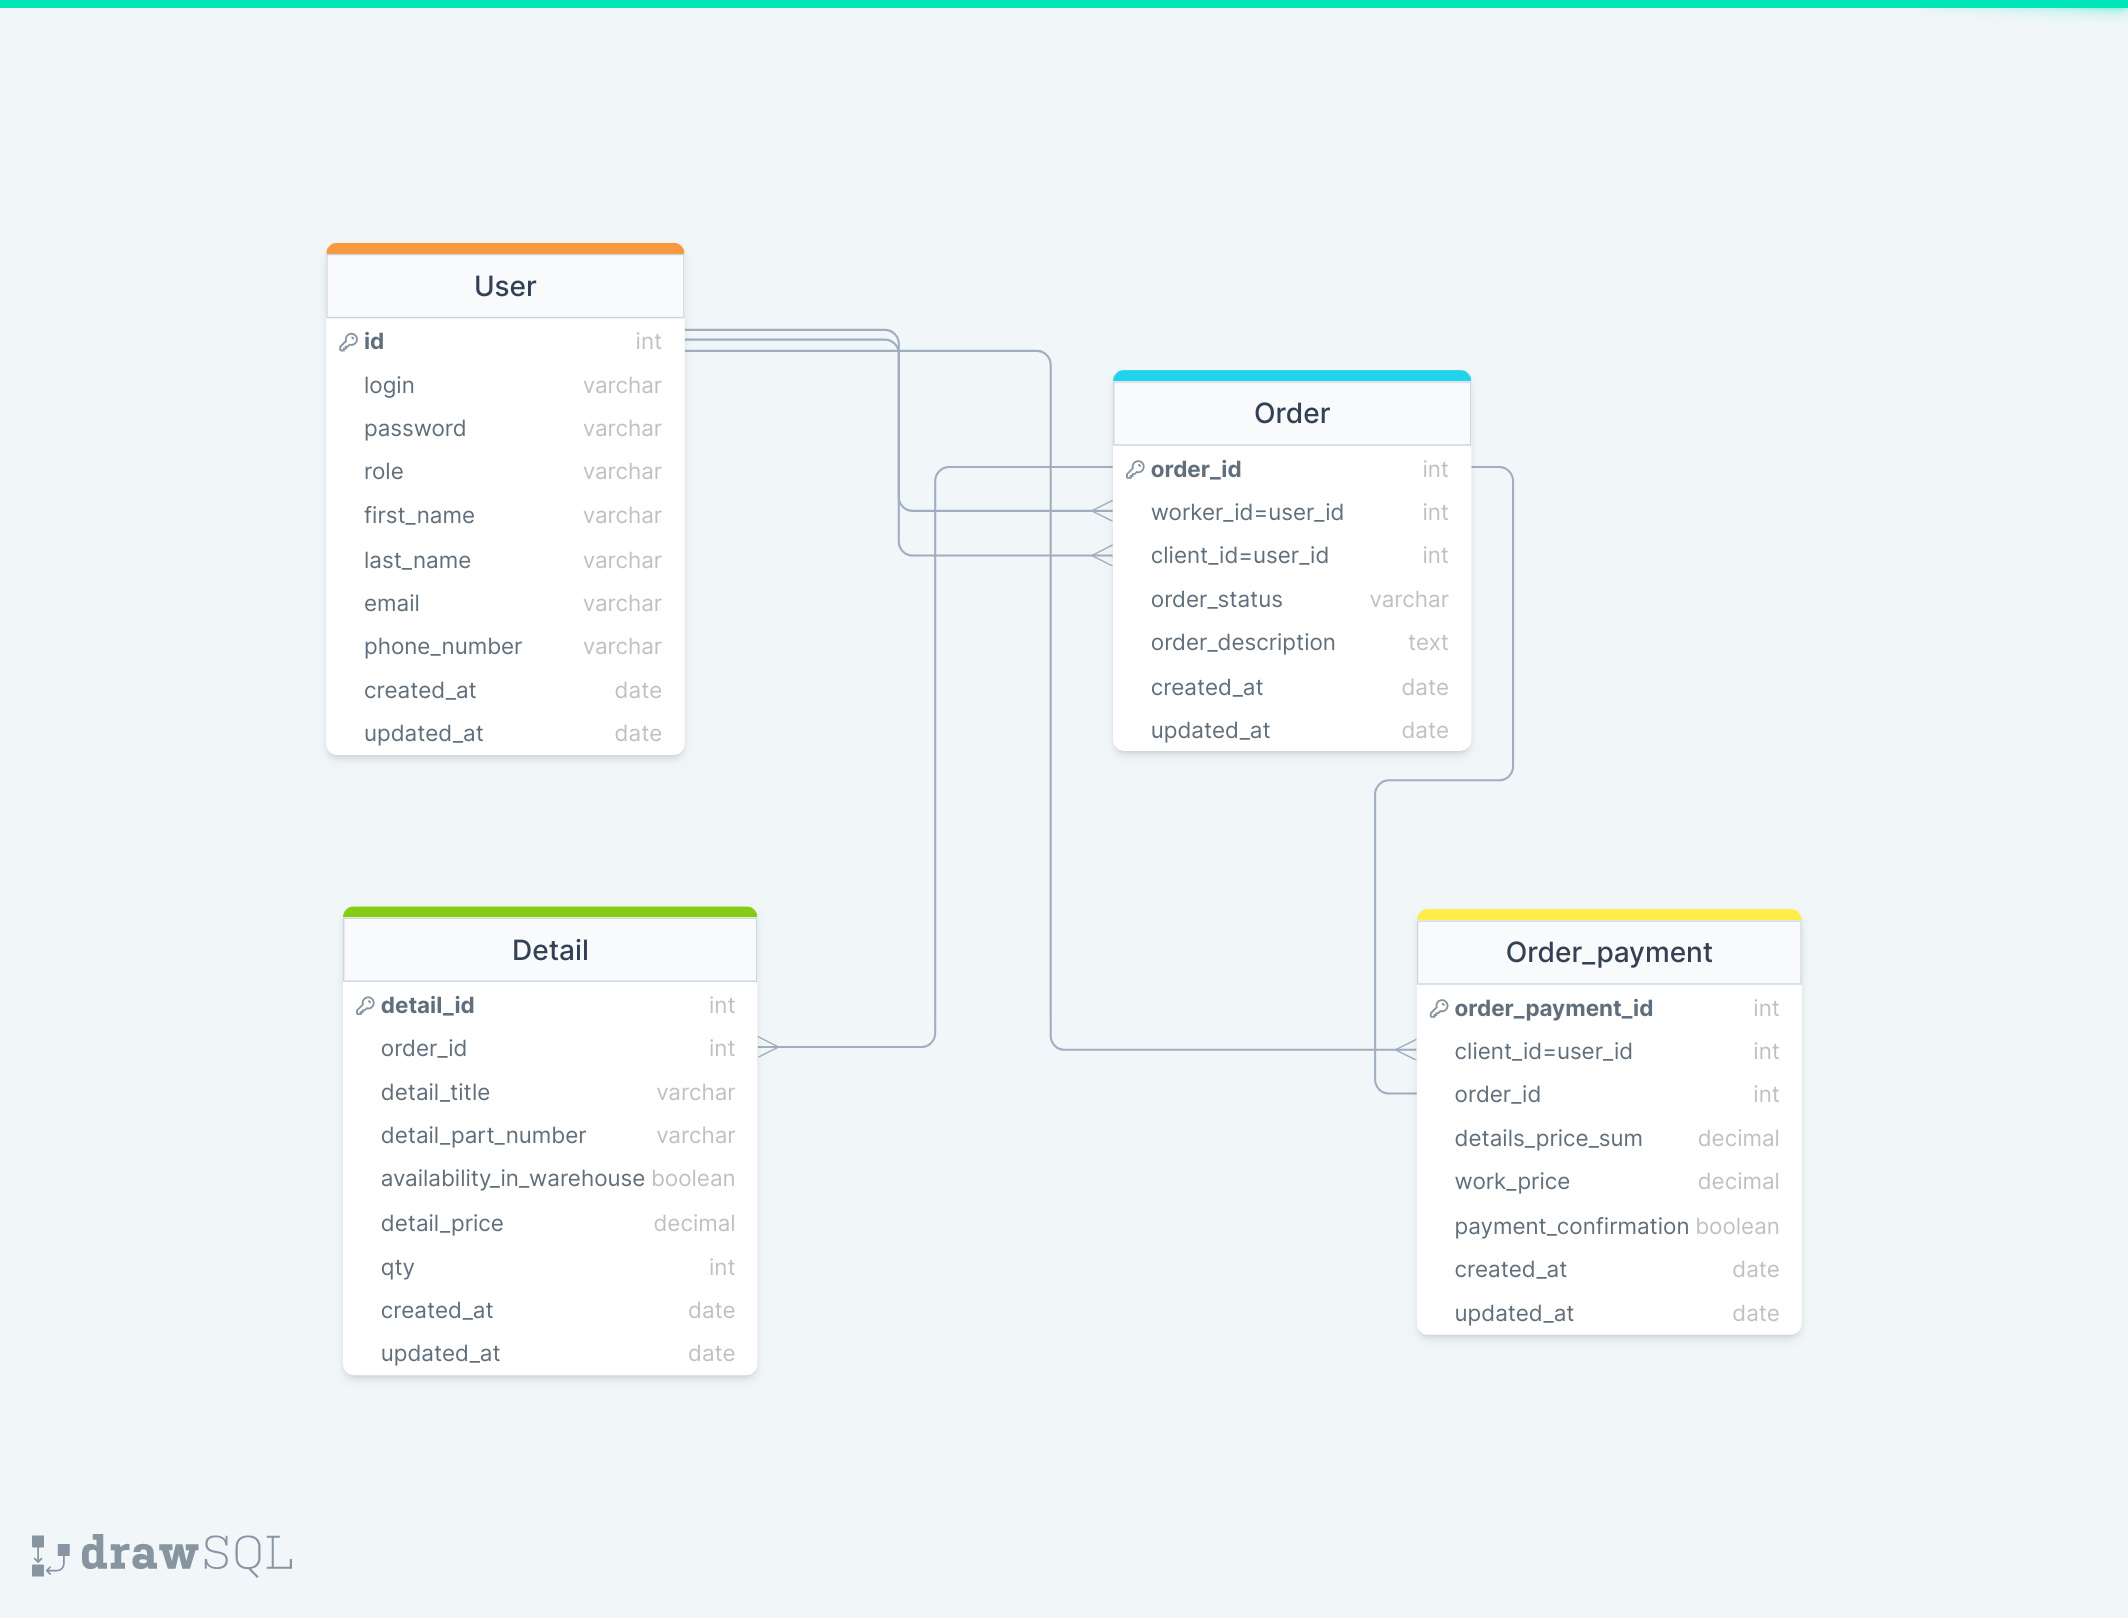 User
id int
login varchar
password varchar
role varchar
first_name varchar
last_name varchar
email varchar
phone_number varchar
created_at date
updated_at date
Order
order_id int
worker_id=user_id int
client_id=user_id int
order_status varchar
order_description text
created_at date
updated_at date
Detail
detail_id int
order_id int
detail_title varchar
detail_part_number varchar
availability_in_warehouse boolean
detail_price decimal
qty int
created_at date
updated_at date
Order_payment
order_payment_id int
client_id=user_id int
order_id int
details_price_sum decimal
work_price decimal
payment_confirmation boolean
created_at date
updated_at date
drawSQL